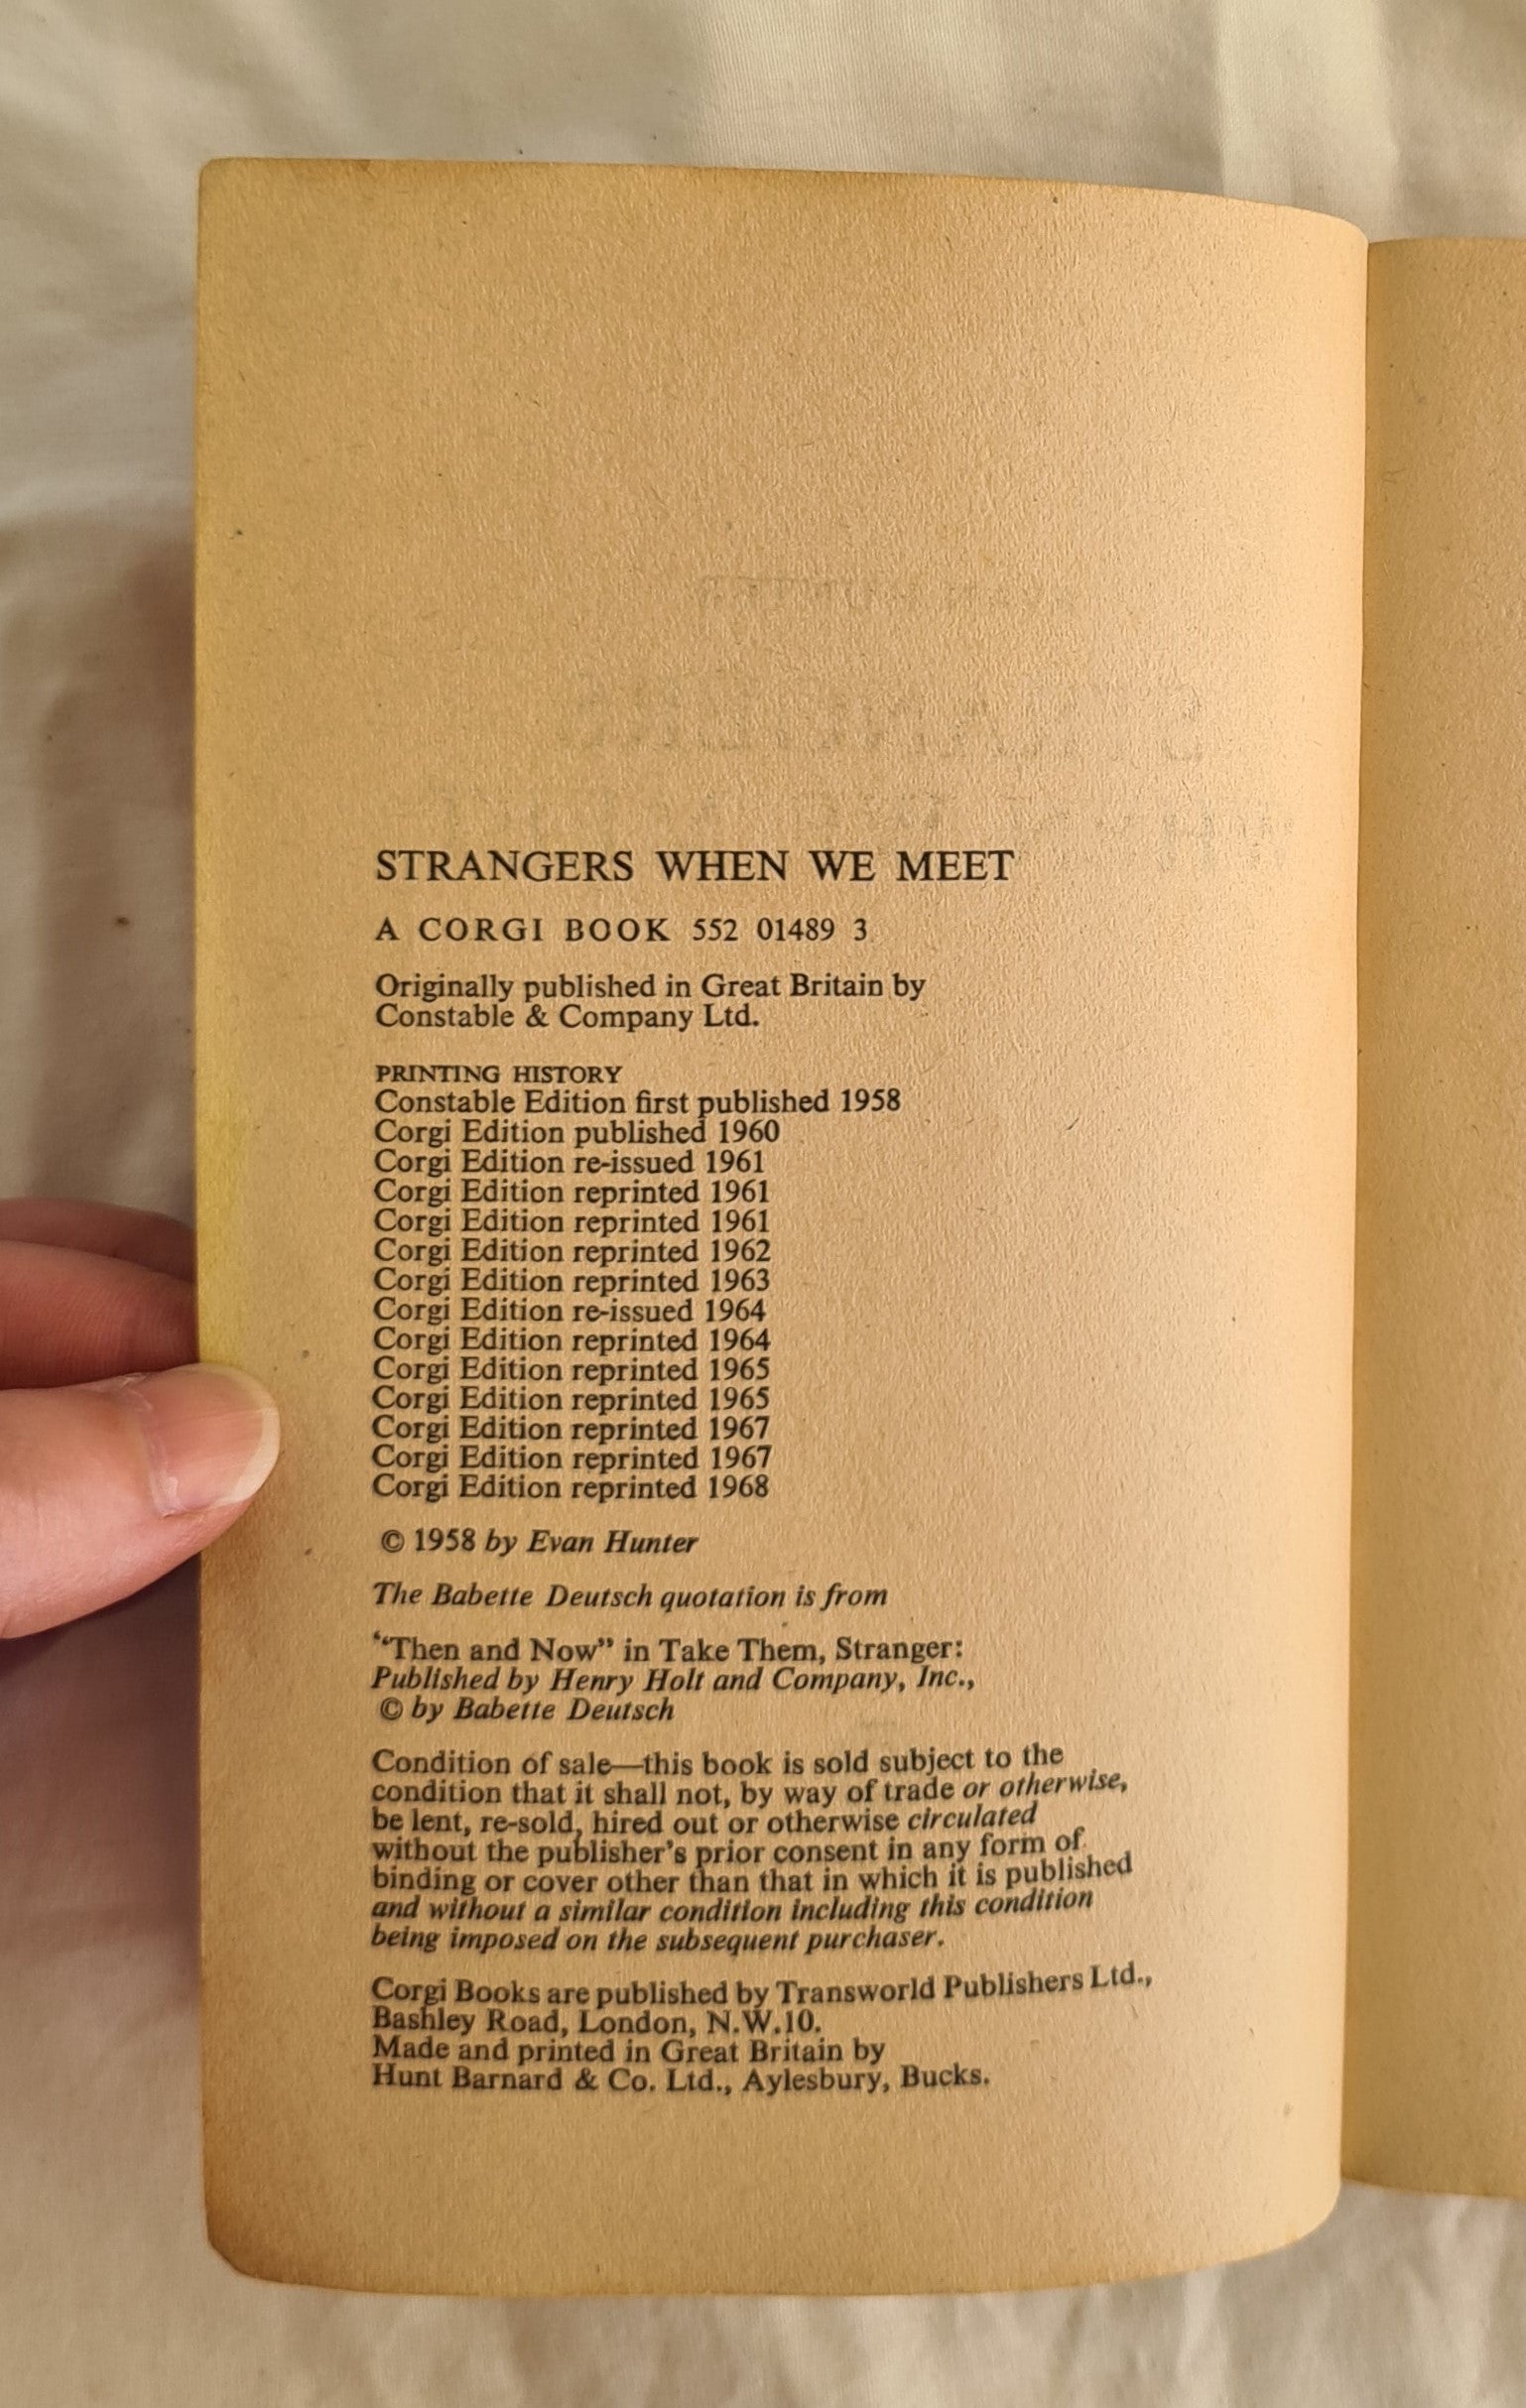 STRANGERS WHEN WE MEET
A CORGI BOOK 552 01489 3
Originally published in Great Britain by
Constable & Company Ltd.
PRINTING HISTORY
Constable Edition first published 1958
Corgi Edition published 1960
Corgi Edition re-issued 1961
Corgi Edition reprinted 1961
Corgi Edition reprinted 1961
Corgi Edition reprinted 1962
Corgi Edition reprinted 1963
Corgi Edition re-issued 1964
Corgi Edition reprinted 1964
Corgi Edition reprinted 1965
Corgi Edition reprinted 1965
Corgi Edition reprinted 1967
Corgi Edition reprinted 1967
Corgi Edition reprinted 1968
© 1958 by Evan Hunter
The Babette Deutsch quotation is from
“Then and Now” in Take Them, Stranger:
Published by Henry Holt and Company, Inc.,
© by Babette Deutsch
Condition of sale—this book is sold subject to the
condition that it shall not, by way of trade or otherwise,
be lent, re-sold, hired out or otherwise circulated
without the publisher's prior consent in any form of
binding or cover other than that in which it is published
and without a similar condition including this condition
being imposed on the subsequent purchaser.
Corgi Books are published by Transworld Publishers Ltd.,
Bashley Road, London, N.W.10.
Made and printed in Great Britain by
Hunt Barnard & Co. Ltd., Aylesbury, Bucks.